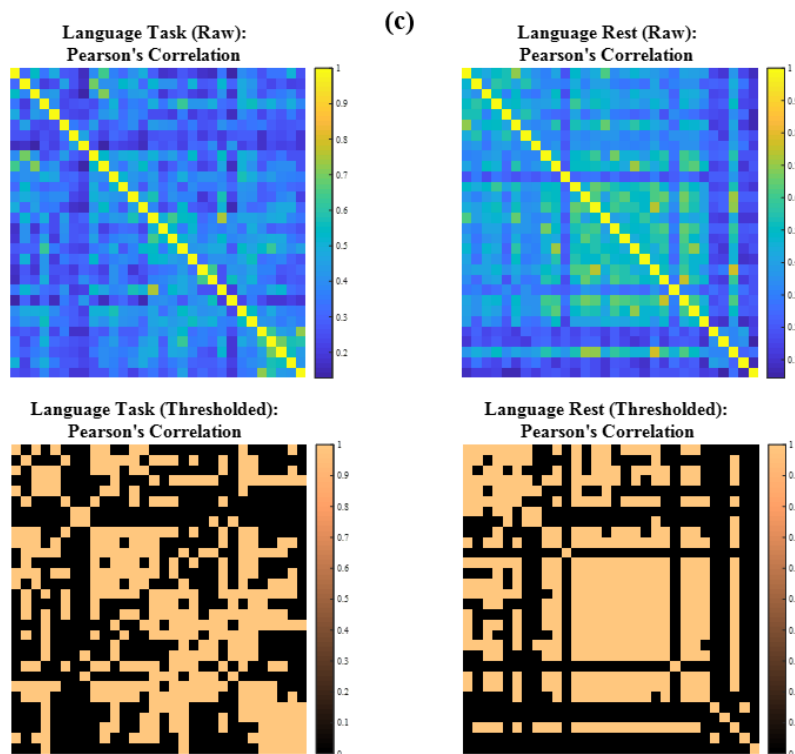 (c)
Language Task (Raw):
Pearson's Correlation
Language Rest (Raw):
Pearson's Correlation
1
0.9
0.8
0.7
0.6
0.5
0.4
0.3
0.2
1
Language Task (Thresholded):
Pearson's Correlation
Language Rest (Thresholded):
Pearson's Correlation
1
0.9
0.8
0.7
0.6
0.5
0.4
0.3
0.2
0.1
0
1